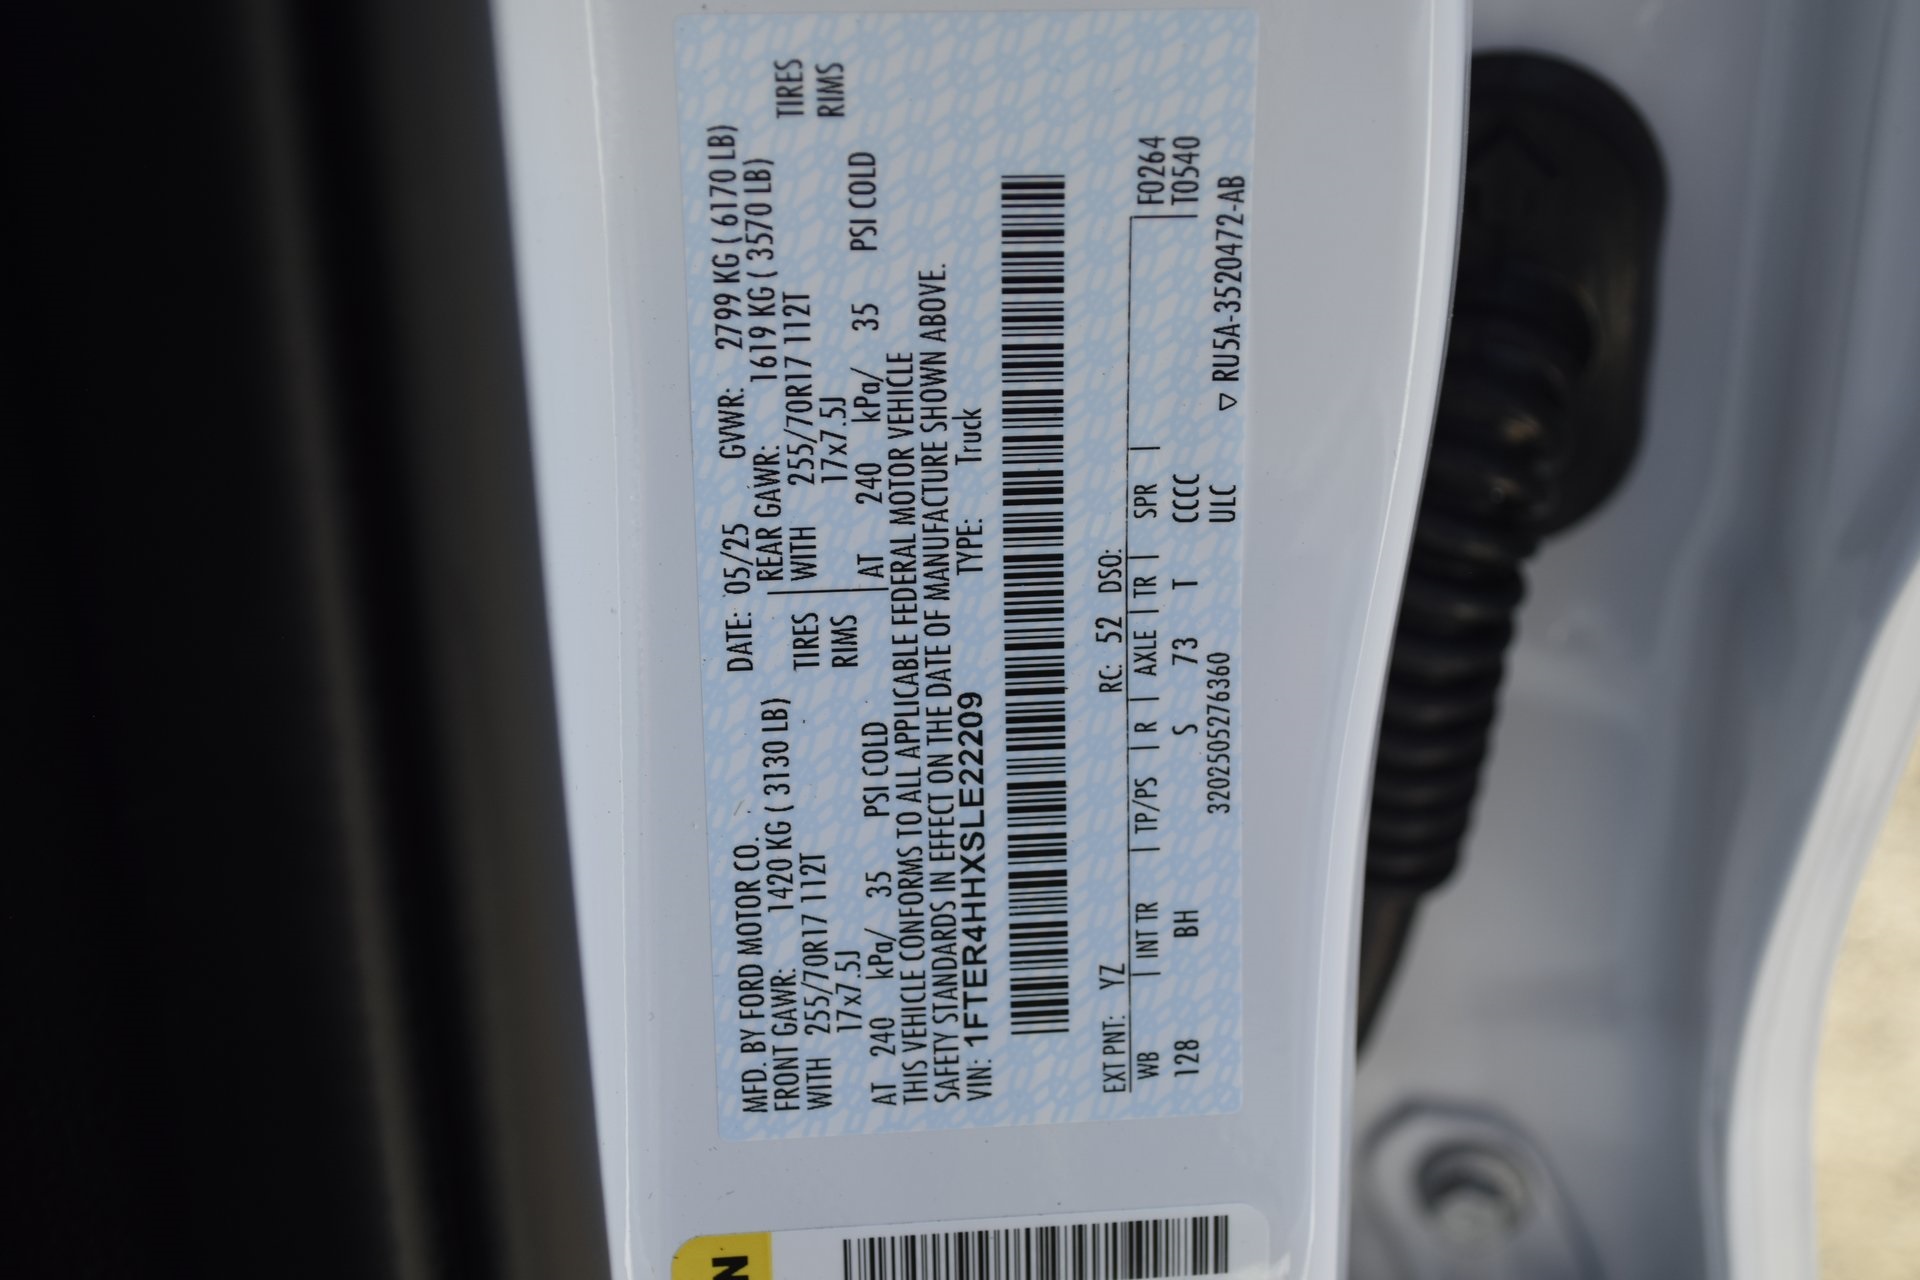 MFD. BY FORD MOTOR CO. DATE: 05/25 GVWR: 2799 KG ( 6170 LB)
FRONT GAWR: 1420 KG ( 3130 LB) REAR GAWR: 1619 KG ( 3570 LB)
WITH 255/70R17 112T TIRES WITH 255/70R17 112T TIRES
17x7.5J RIMS 17x7.5J RIMS
AT 240 kPa/ 35 PSI COLD AT 240 kPa/ 35 PSI COLD
THIS VEHICLE CONFORMS TO ALL APPLICABLE FEDERAL MOTOR VEHICLE
SAFETY STANDARDS IN EFFECT ON THE DATE OF MANUFACTURE SHOWN ABOVE.
VIN: 1FTER4HHXSLE22209 TYPE: Truck
EXT PNT: YZ RC: 52 DSO:
WB | INT TR | TP/PS | R | AXLE | TR | SPR | F0264
128 BH S 73 T CCCC T0540
320250527636​0 ULC ▽ RU5A-3520472-AB
N